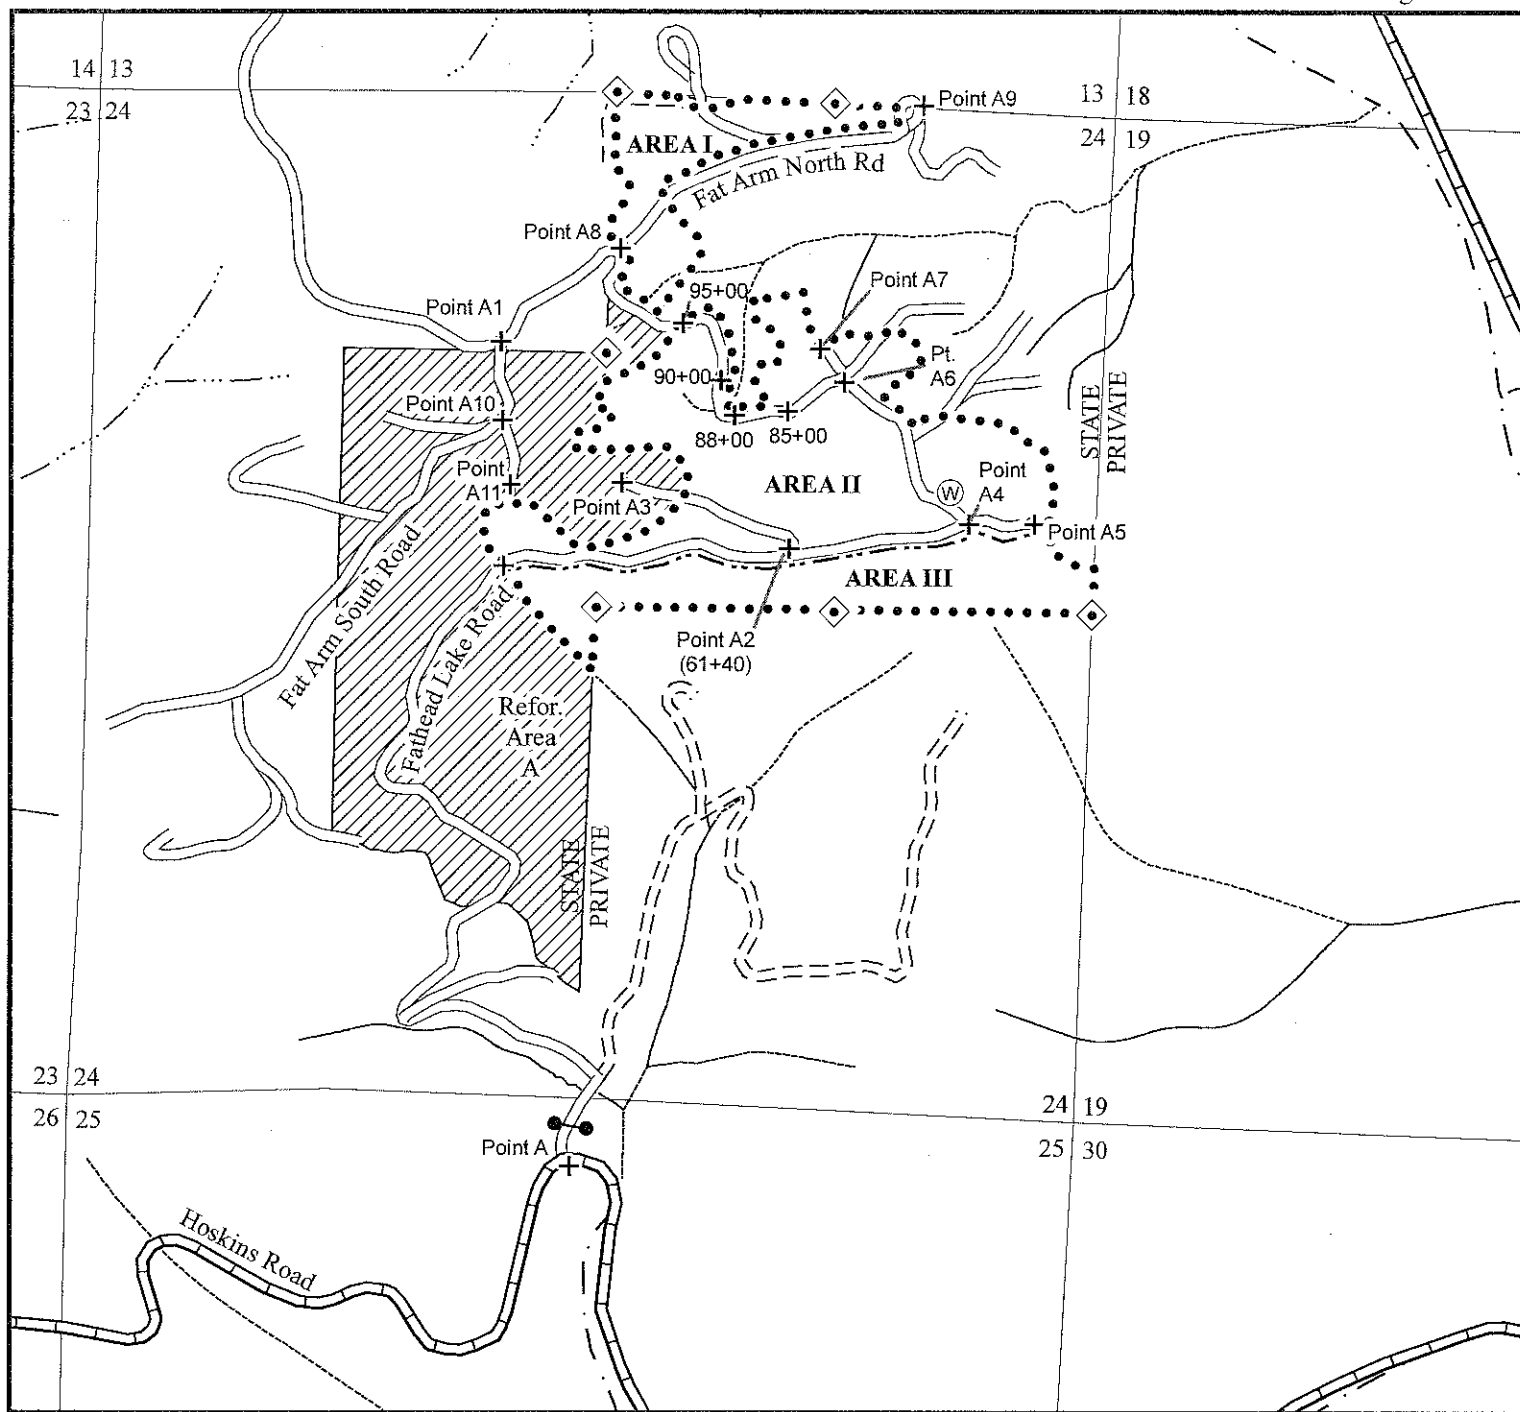 14 13
23 24
13 18
24 19
Point A9
AREA I
Fat Arm North Rd
Point A8
Point A7
95+00
Point A1
Pt.
A6
90+00
Point A10
88+00
85+00
STATE
PRIVATE
Point
A11
Point A3
AREA II
Point
A4
W
Point A5
AREA III
Fat Arm South Road
Fathead Lake Road
Point A2
(61+40)
Refor.
Area
A
STATE
PRIVATE
23 24
26 25
24 19
25 30
Point A
Hoskins Road